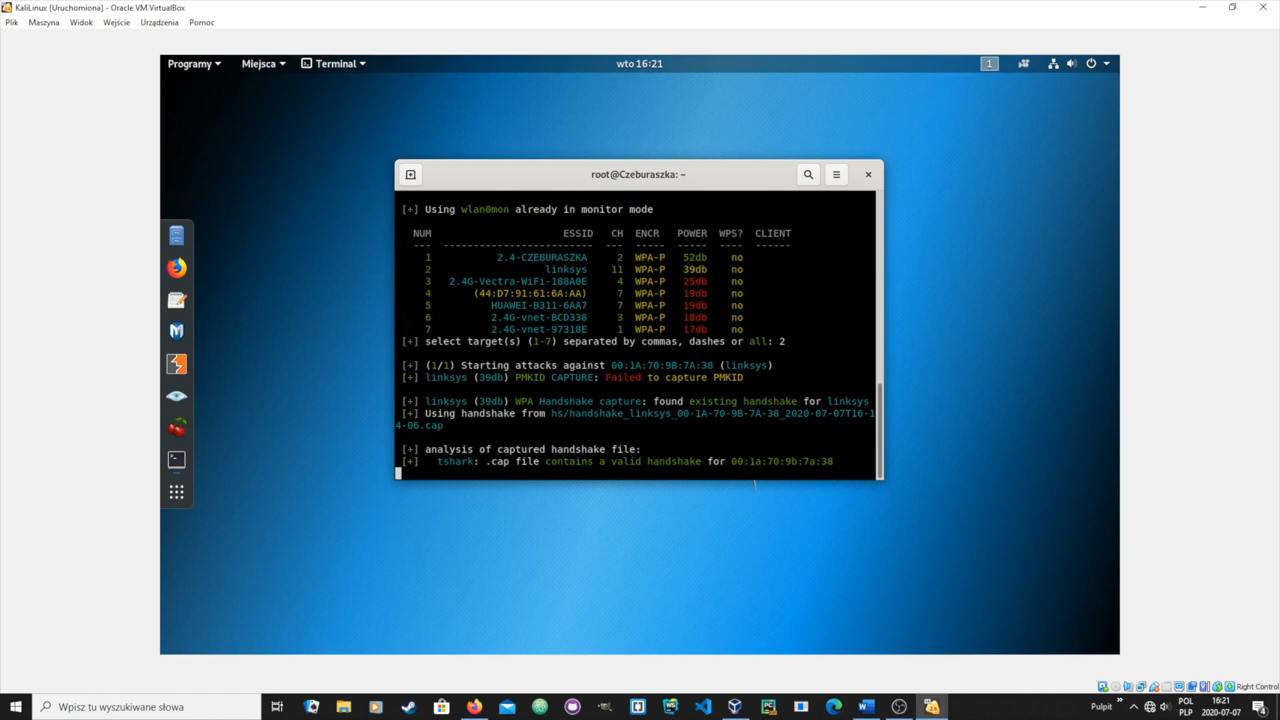 KaliLinux [Uruchomiona] - Oracle VM VirtualBox
Plik Maszyna Widok Wejście Urządzenia Pomoc
Programy Miejsca Terminal wto 16:21 1
root@Czeburaszka: ~
[+] Using wlan0mon already in monitor mode
NUM ESSID CH ENCR POWER WPS? CLIENT
--- ------------------------- --- ---- ----- ---- ------
1 2.4-CZEBURASZKA 2 WPA-P 52db no
2 linksys 11 WPA-P 39db no
3 2.4G-Vectra-WiFi-188A0E 4 WPA-P 25db no
4 (44:D7:91:61:6A:AA) 7 WPA-P 19db no
5 HUAWEI-B311-6AA7 7 WPA-P 19db no
6 2.4G-vnet-BCD338 3 WPA-P 18db no
7 2.4G-vnet-97318E 1 WPA-P 17db no
[+] select target(s) (1-7) separated by commas, dashes or all: 2
[+] (1/1) Starting attacks against 00:1A:70:9B:7A:38 (linksys)
[+] linksys (39db) PMKID CAPTURE: Failed to capture PMKID
[+] linksys (39db) WPA Handshake capture: found existing handshake for linksys
[+] Using handshake from hs/handshake_linksys_00-1A-70-9B-7A-38_2020-07-07T16-1
4-06.cap
[+] analysis of captured handshake file:
[+] tshark: .cap file contains a valid handshake for 00:1a:70:9b:7a:38
Right Control
Wpisz tu wyszukiwane słowa
Pulpit
POL
PLP
16:21
2020-07-07
4